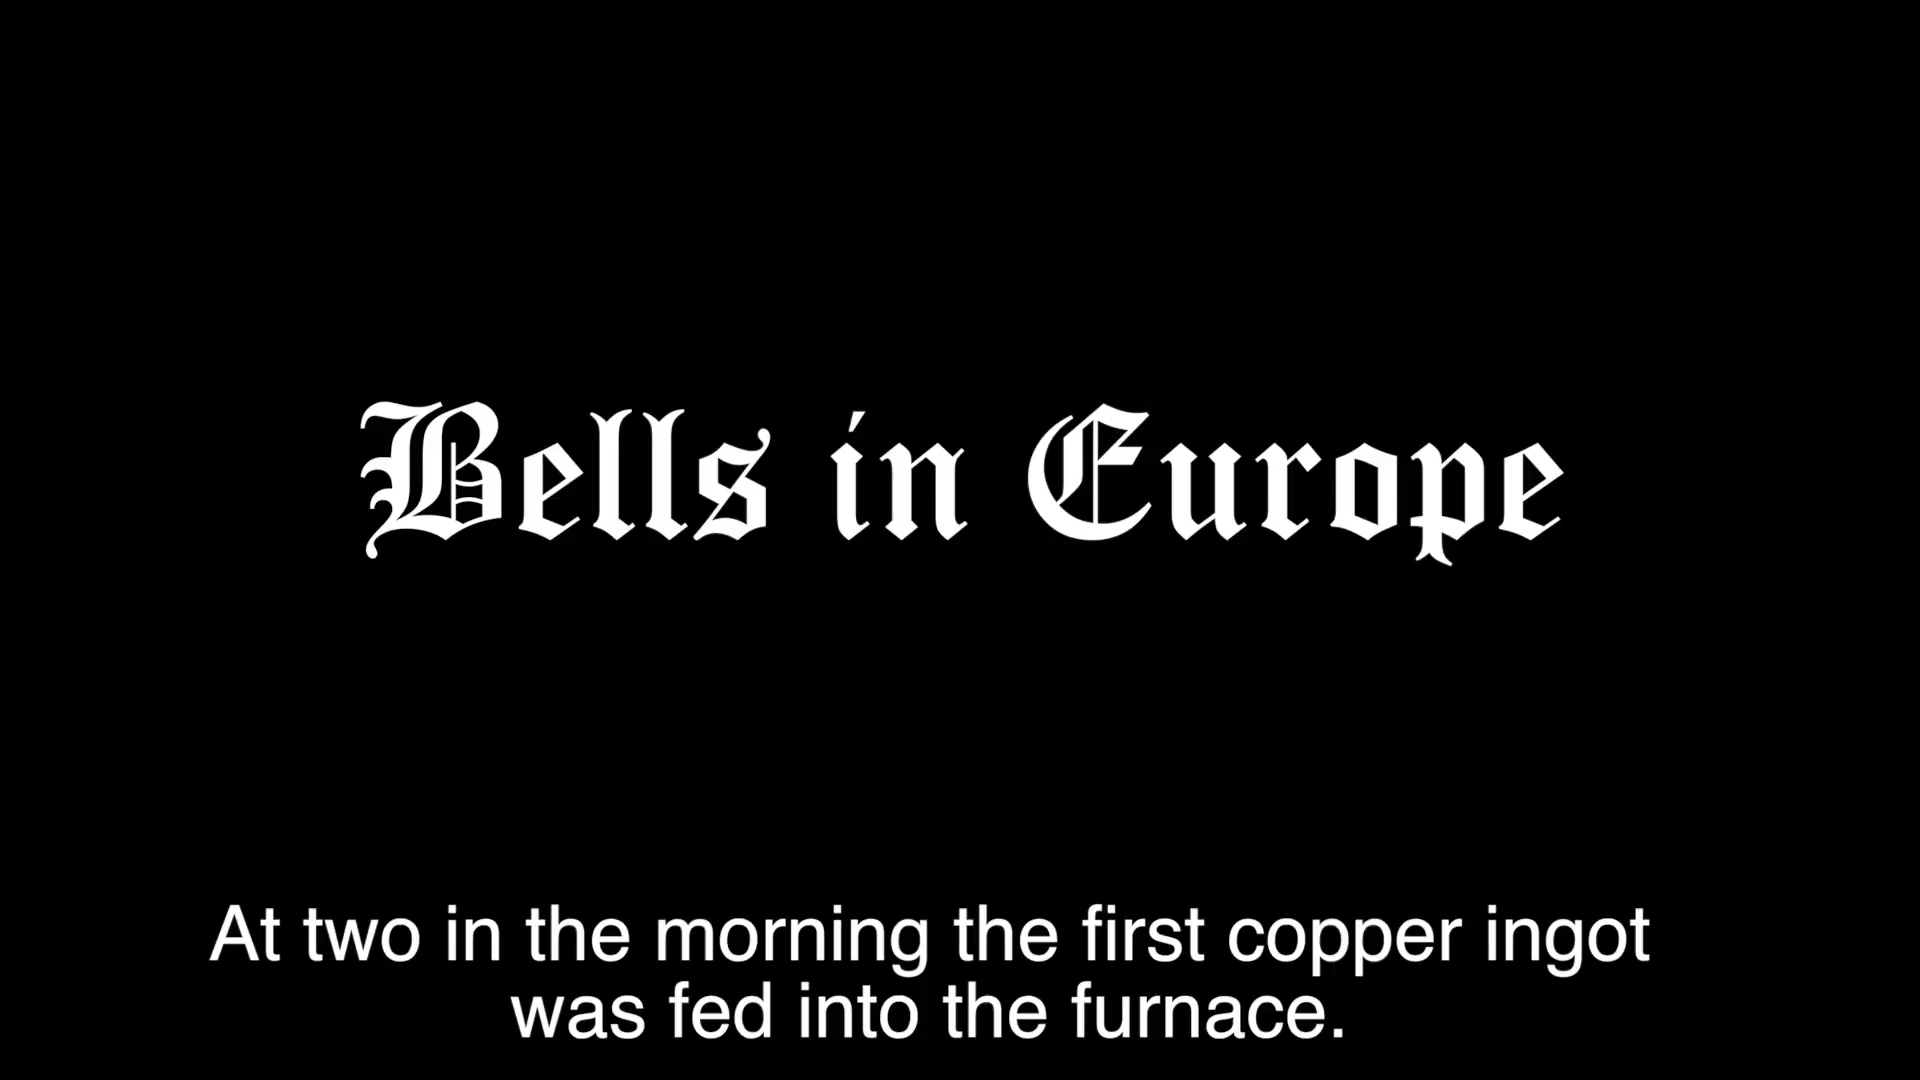 Bells in Europe
At two in the morning the first copper ingot
was fed into the furnace.